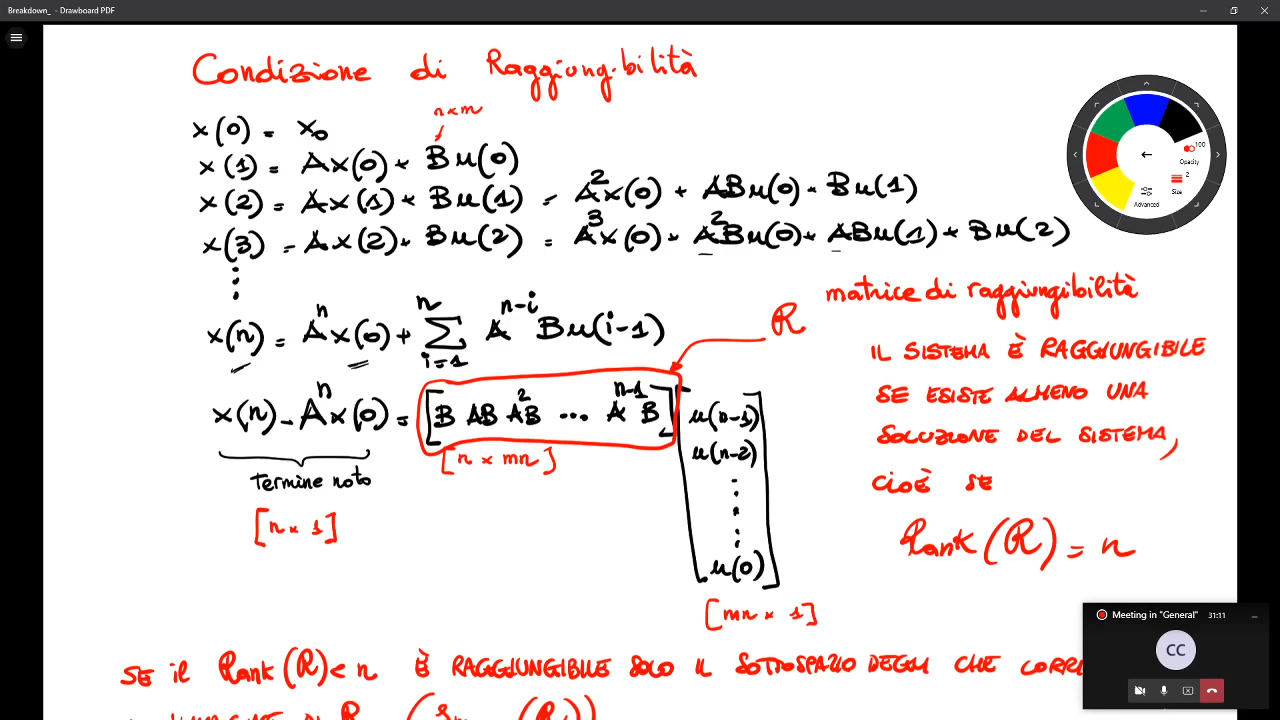 Breakdown_ - Drawboard PDF
Condizione di Raggiungibilità
n×m
x(0) = x₀
x(1) = Ax(0) + Bu(0)
x(2) = Ax(1) + Bu(1) = A²x(0) + ABu(0) + Bu(1)
x(3) = Ax(2) + Bu(2) = A³x(0) + A²Bu(0) + ABu(1) + Bu(2)
⋮
x(n) = Aⁿx(0) + ∑ᵢ₌₁ⁿ Aⁿ⁻ⁱBu(i-1)
x(n) - Aⁿx(0) = [B AB A²B ... Aⁿ⁻¹B] [u(n-1) u(n-2) ⋮ u(0)]
Termine noto
[n × 1]
[n × mn]
[mn × 1]
R
matrice di raggiungibilità
IL SISTEMA È RAGGIUNGIBILE
SE ESISTE ALMENO UNA
SOLUZIONE DEL SISTEMA,
CIOÈ SE
Rank(R) = n
SE il Rank(R) < n È RAGGIUNGIBILE SOLO IL SOTTOSPAZIO DEGLI CHE
100
Opacity
2
Size
Advanced
Meeting in "General" 31:11
CC